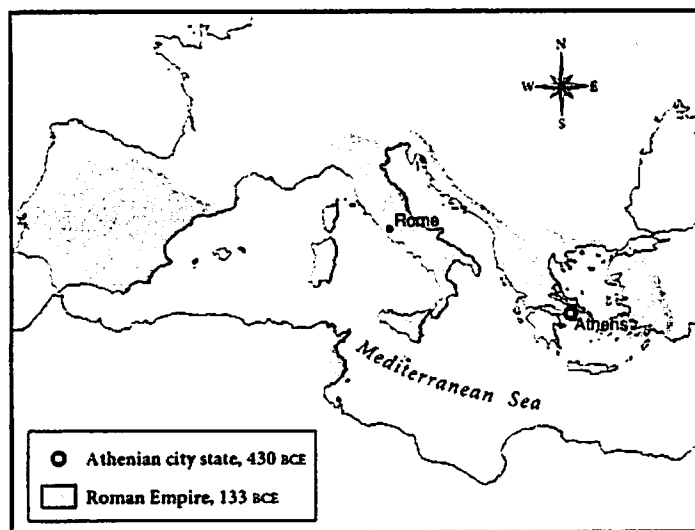 N
W E
S
Rome
Athens
Mediterranean Sea
Athenian city state, 430 BCE
Roman Empire, 133 BCE